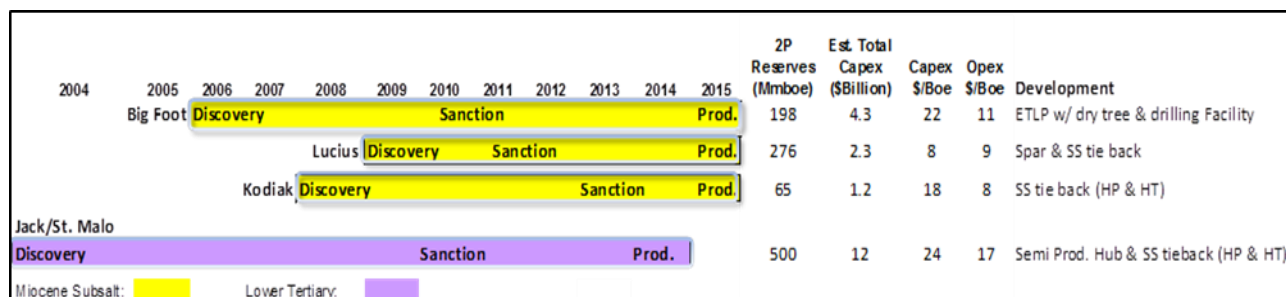 2P Est. Total
Reserves Capex Capex Opex
2004 2005 2006 2007 2008 2009 2010 2011 2012 2013 2014 2015 (Mmboe) ($Billion) $/Boe $/Boe Development
Big Foot Discovery Sanction Prod. 198 4.3 22 11 ETLP w/ dry tree & drilling Facility
Lucius Discovery Sanction Prod. 276 2.3 8 9 Spar & SS tie back
Kodiak Discovery Sanction Prod. 65 1.2 18 8 SS tie back (HP & HT)
Jack/St. Malo
Discovery Sanction Prod. 500 12 24 17 Semi Prod. Hub & SS tieback (HP & HT)
Miocene Subsalt: Lower Tertiary: